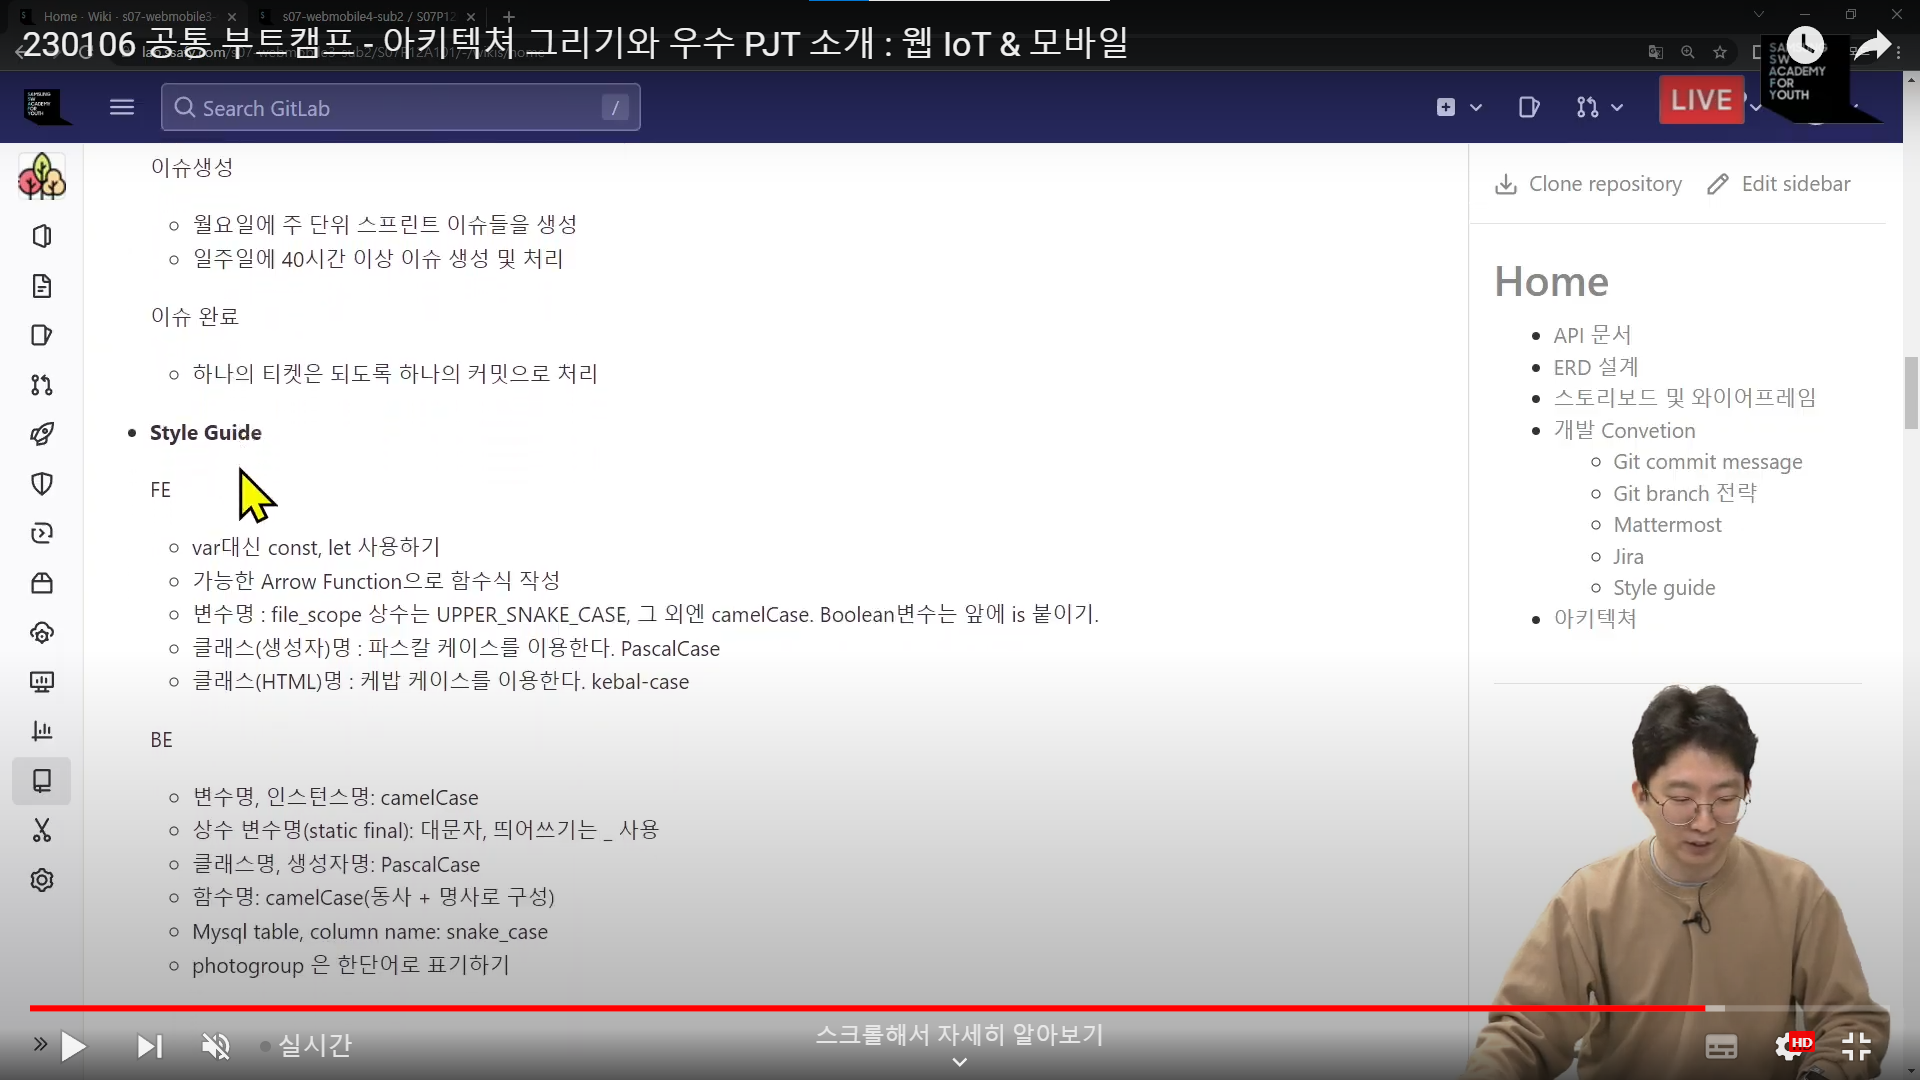 Home · Wiki · s07-webmobile3-
s07-webmobile4-sub2 / S07P12
230106 공통 부트캠프 - 아키텍쳐 그리기와 우수 PJT 소개 : 웹 IoT & 모바일
SAMSUNG
SW
ACADEMY
FOR
YOUTH
Search GitLab
/
LIVE
이슈생성
월요일에 주 단위 스프린트 이슈들을 생성
일주일에 40시간 이상 이슈 생성 및 처리
이슈 완료
하나의 티켓은 되도록 하나의 커밋으로 처리
Style Guide
FE
var대신 const, let 사용하기
가능한 Arrow Function으로 함수식 작성
변수명 : file_scope 상수는 UPPER_SNAKE_CASE, 그 외엔 camelCase. Boolean변수는 앞에 is 붙이기.
클래스(생성자)명 : 파스칼 케이스를 이용한다. PascalCase
클래스(HTML)명 : 케밥 케이스를 이용한다. kebal-case
BE
변수명, 인스턴스명: camelCase
상수 변수명(static final): 대문자, 띄어쓰기는 _ 사용
클래스명, 생성자명: PascalCase
함수명: camelCase(동사 + 명사로 구성)
Mysql table, column name: snake_case
photogroup 은 한단어로 표기하기
Clone repository
Edit sidebar
Home
API 문서
ERD 설계
스토리보드 및 와이어프레임
개발 Convetion
Git commit message
Git branch 전략
Mattermost
Jira
Style guide
아키텍쳐
실시간
스크롤해서 자세히 알아보기
HD